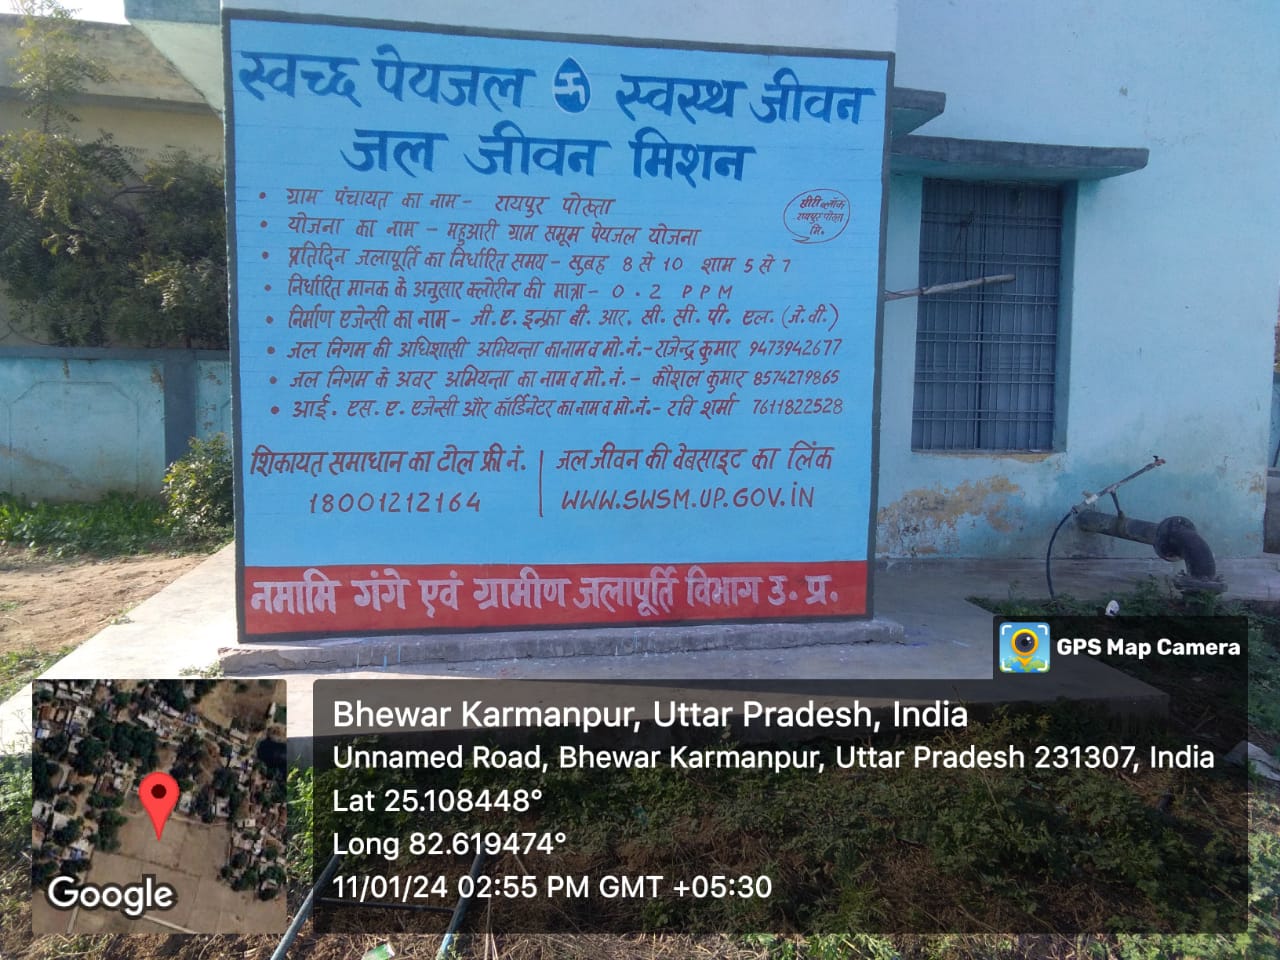 स्वच्छ पेयजल स्वस्थ जीवन
जल जीवन मिशन
• ग्राम पंचायत का नाम - रायपुर पोख्ता
• योजना का नाम - महुआरी ग्राम समूम पेयजल योजना
• प्रतिदिन जलापूर्ति का निर्धारित समय - सुबह 8 से 10 शाम 5 से 7
• निर्धारित मानक के अनुसार क्लोरीन की मात्रा - 0.2 PPM
• निर्माण एजेन्सी का नाम - जी. ए. इन्फ्रा बी. आर. सी. सी. पी. एल. (जे.वी.)
• जल निगम की अधिशासी अभियन्ता का नाम व मो. नं. - राजेन्द्र कुमार 9473942677
• जल निगम के अवर अभियन्ता का नाम व मो. नं. - कौशल कुमार 8574279865
• आई. एस. ए. एजेन्सी और कॉर्डिनेटर का नाम व मो. नं. - रवि शर्मा 7611822528
रायपुर पोख्ता
मि.
शिकायत समाधान का टोल फ्री नं.
18001212164
जल जीवन की वेबसाइट का लिंक
WWW.SWSM.UP.GOV.iN
नमामि गंगे एवं ग्रामीण जलापूर्ति विभाग उ. प्र.
GPS Map Camera
Bhewar Karmanpur, Uttar Pradesh, India
Unnamed Road, Bhewar Karmanpur, Uttar Pradesh 231307, India
Lat 25.108448°
Long 82.619474°
11/01/24 02:55 PM GMT +05:30
Google